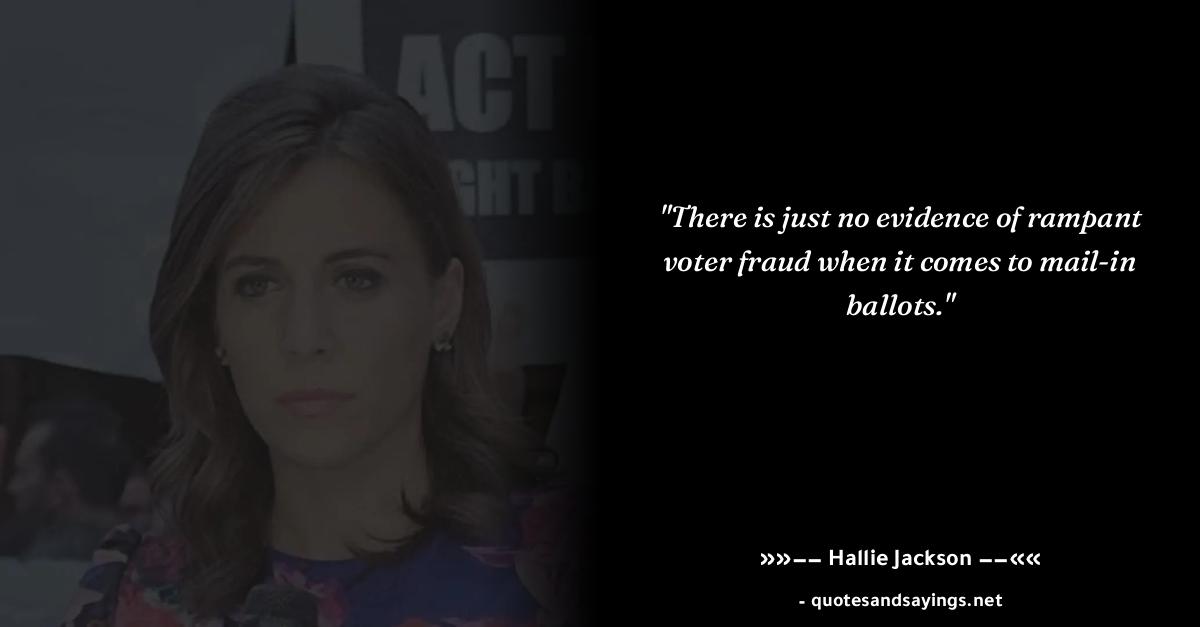 ACT
GHT B
"There is just no evidence of rampant
voter fraud when it comes to mail-in
ballots."
»»−− Hallie Jackson −−««
- quotesandsayings.net